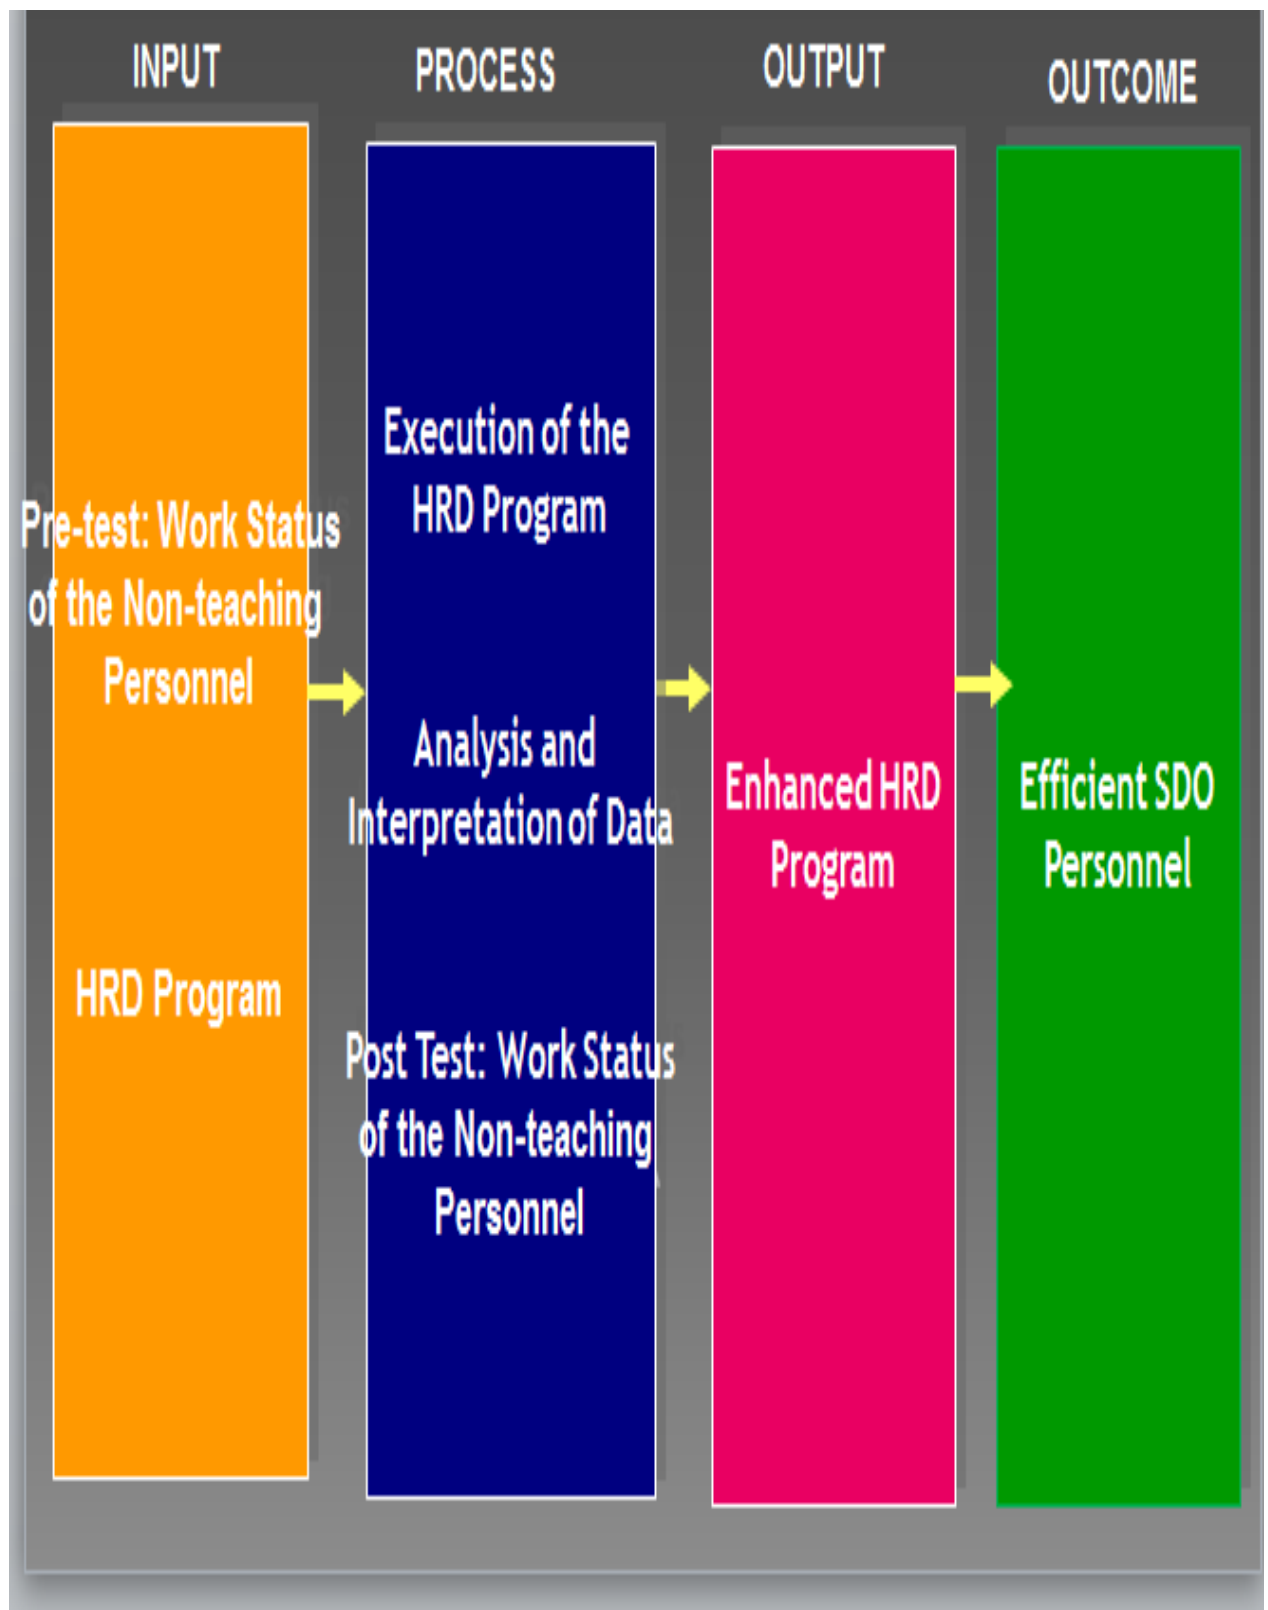 INPUT
Pre-test: Work Status
of the Non-teaching
Personnel
HRD Program
PROCESS
Execution of the
HRD Program
Analysis and
Interpretation of Data
Post Test: Work Status
of the Non-teaching
Personnel
OUTPUT
Enhanced HRD
Program
OUTCOME
Efficient SDO
Personnel